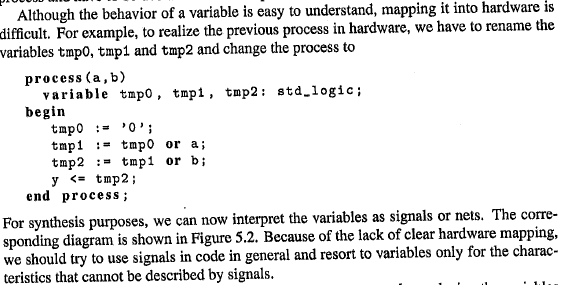 Although the behavior of a variable is easy to understand, mapping it into hardware is
difficult. For example, to realize the previous process in hardware, we have to rename the
variables tmp0, tmp1 and tmp2 and change the process to
process(a,b)
variable tmp0, tmp1, tmp2: std_logic;
begin
tmp0 := '0';
tmp1 := tmp0 or a;
tmp2 := tmp1 or b;
y <= tmp2;
end process;
For synthesis purposes, we can now interpret the variables as signals or nets. The corre-
sponding diagram is shown in Figure 5.2. Because of the lack of clear hardware mapping,
we should try to use signals in code in general and resort to variables only for the charac-
teristics that cannot be described by signals.